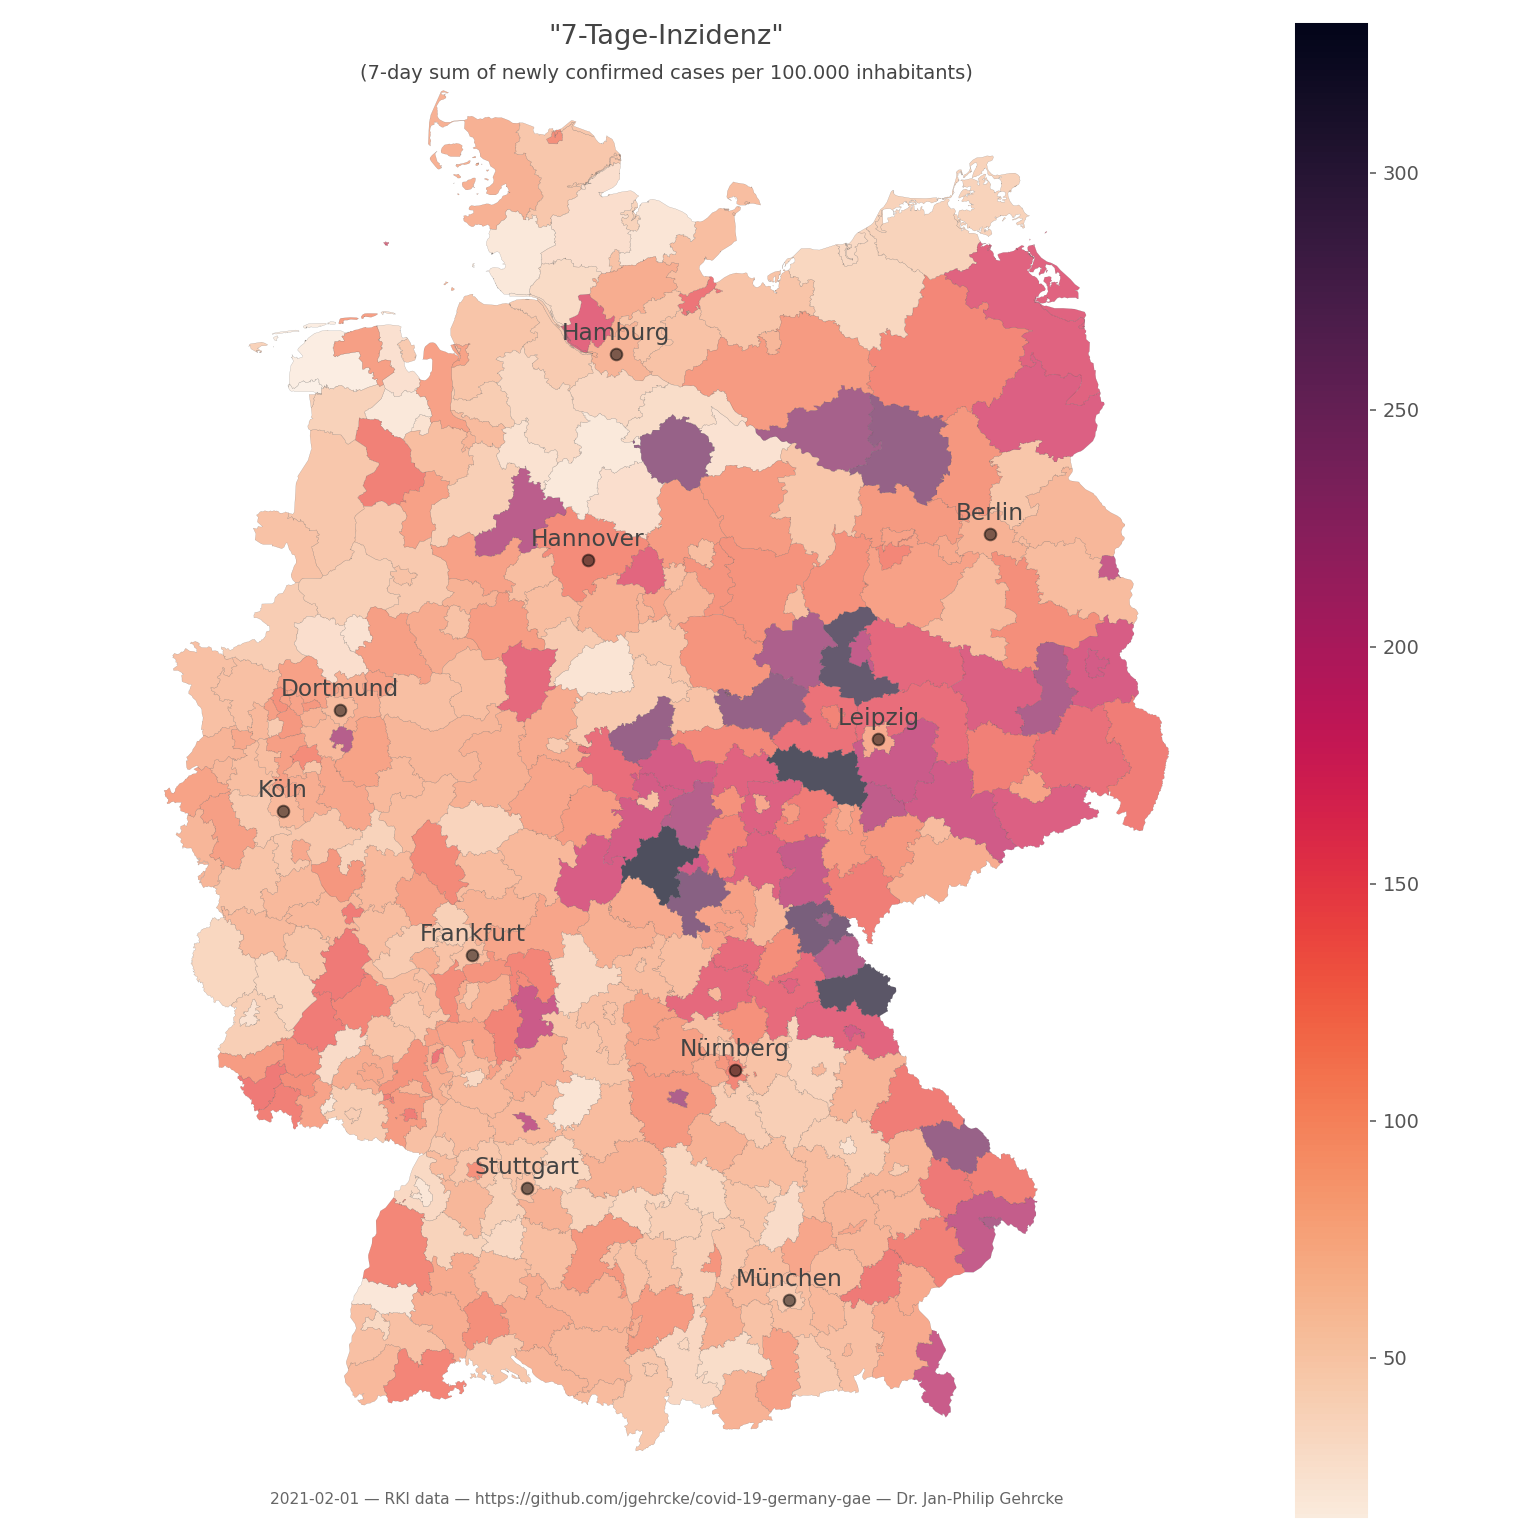 "7-Tage-Inzidenz"
(7-day sum of newly confirmed cases per 100.000 inhabitants)
300
Hamburg
250
Berlin
Hannover
200
Dortmund
Leipzig
Köln
150
Frankfurt
Nürnberg
100
Stuttgart
München
50
2021-02-01 — RKI data — https://github.com/jgehrcke/covid-19-germany-gae — Dr. Jan-Philip Gehrcke